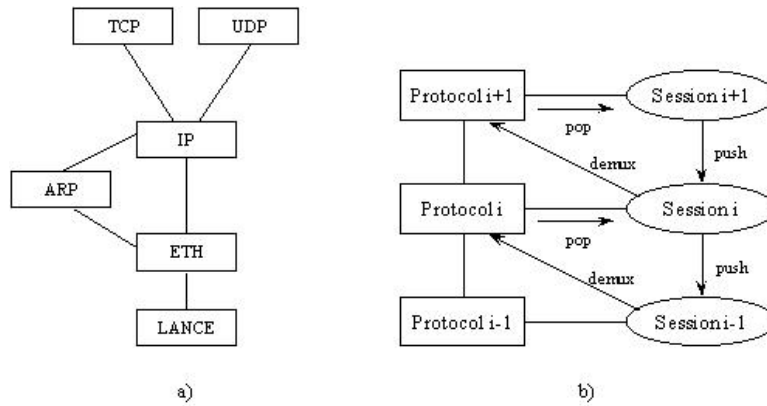 TCP
UDP
IP
ARP
ETH
LANCE
a)
Protocol i+1
Session i+1
pop
push
demux
Protocol i
Session i
pop
push
demux
Protocol i-1
Session i-1
b)